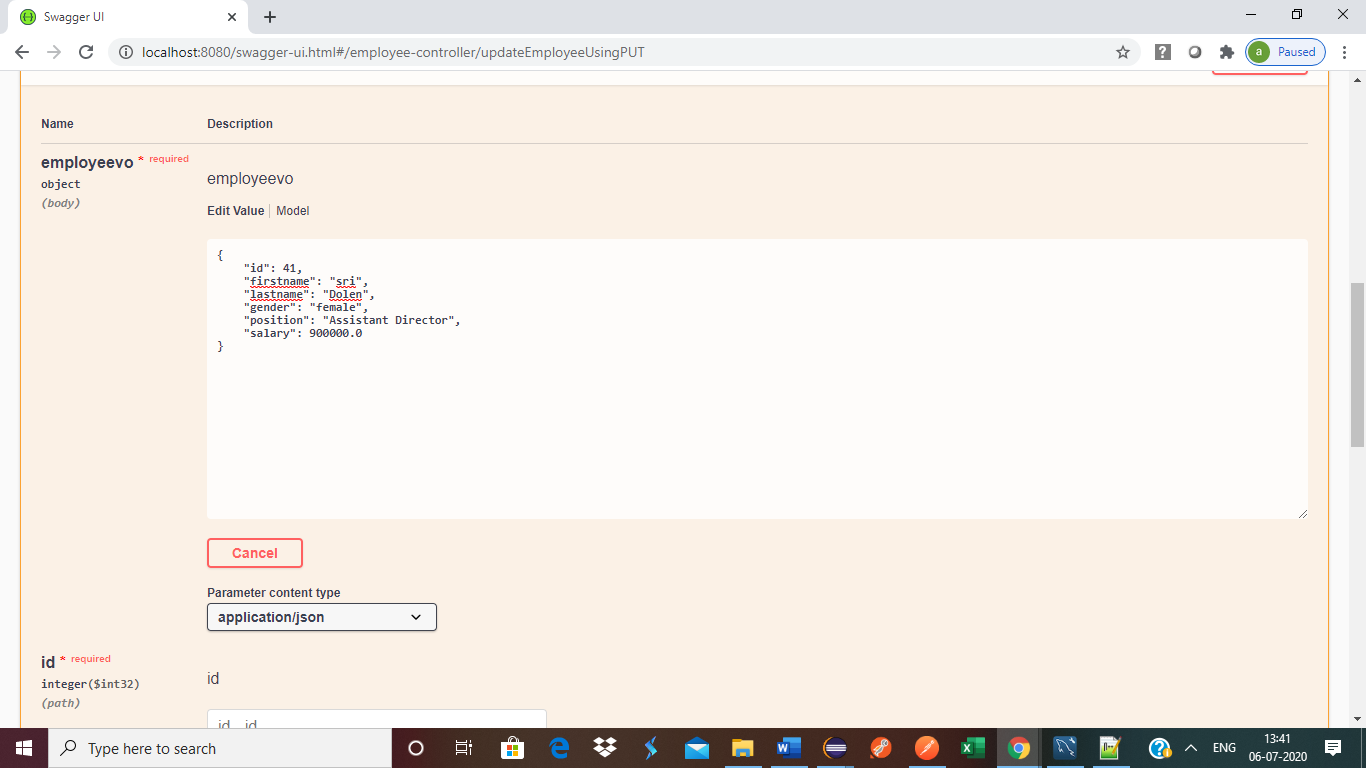 Swagger UI
localhost:8080/swagger-ui.html#/employee-controller/updateEmployeeUsingPUT
a Paused
Name Description
employeevo * required
object
(body)
employeevo
Edit Value Model
{
"id": 41,
"firstname": "sri",
"lastname": "Dolen",
"gender": "female",
"position": "Assistant Director",
"salary": 900000.0
}
Cancel
Parameter content type
application/json
id * required
integer($int32)
(path)
id
id - id
Type here to search
ENG
13:41
06-07-2020